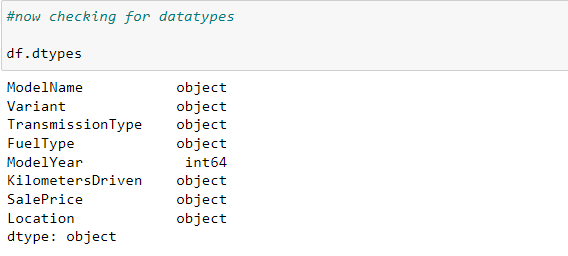 #now checking for datatypes
df.dtypes
ModelName object
Variant object
TransmissionType object
FuelType object
ModelYear int64
KilometersDriven object
SalePrice object
Location object
dtype: object